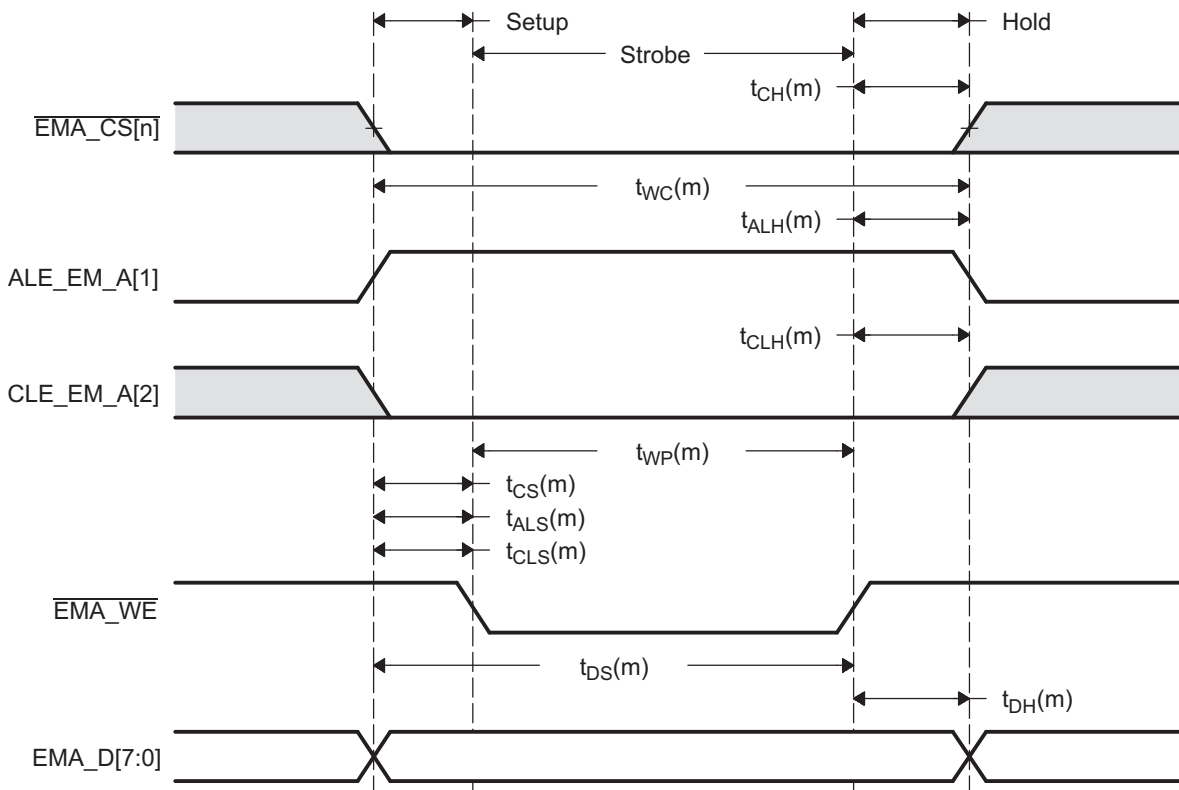 Setup
Hold
Strobe
tCH(m)
EMA_CS[n]
tWC(m)
tALH(m)
ALE_EM_A[1]
tCLH(m)
CLE_EM_A[2]
tWP(m)
tCS(m)
tALS(m)
tCLS(m)
EMA_WE
tDS(m)
tDH(m)
EMA_D[7:0]